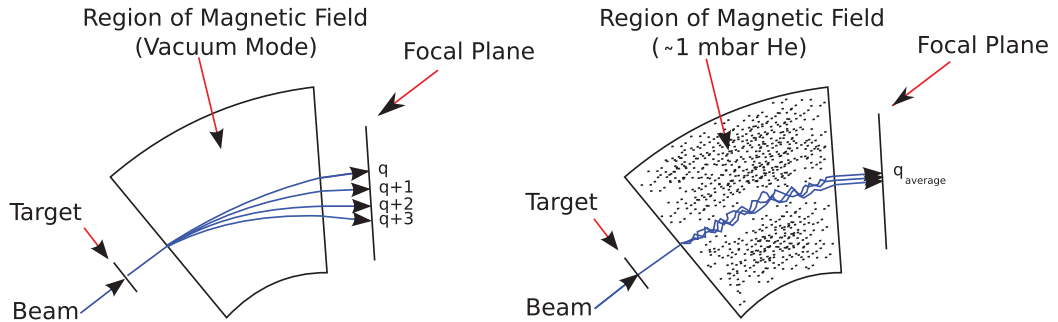 Region of Magnetic Field
(Vacuum Mode)
Focal Plane
q
q+1
q+2
q+3
Target
Beam
Region of Magnetic Field
(~1 mbar He)
Focal Plane
q average
Target
Beam